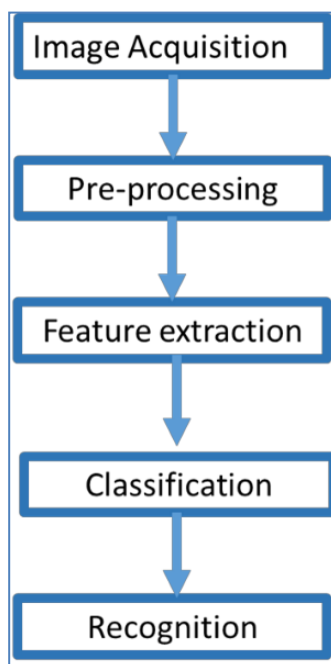 Image Acquisition
Pre-processing
Feature extraction
Classification
Recognition